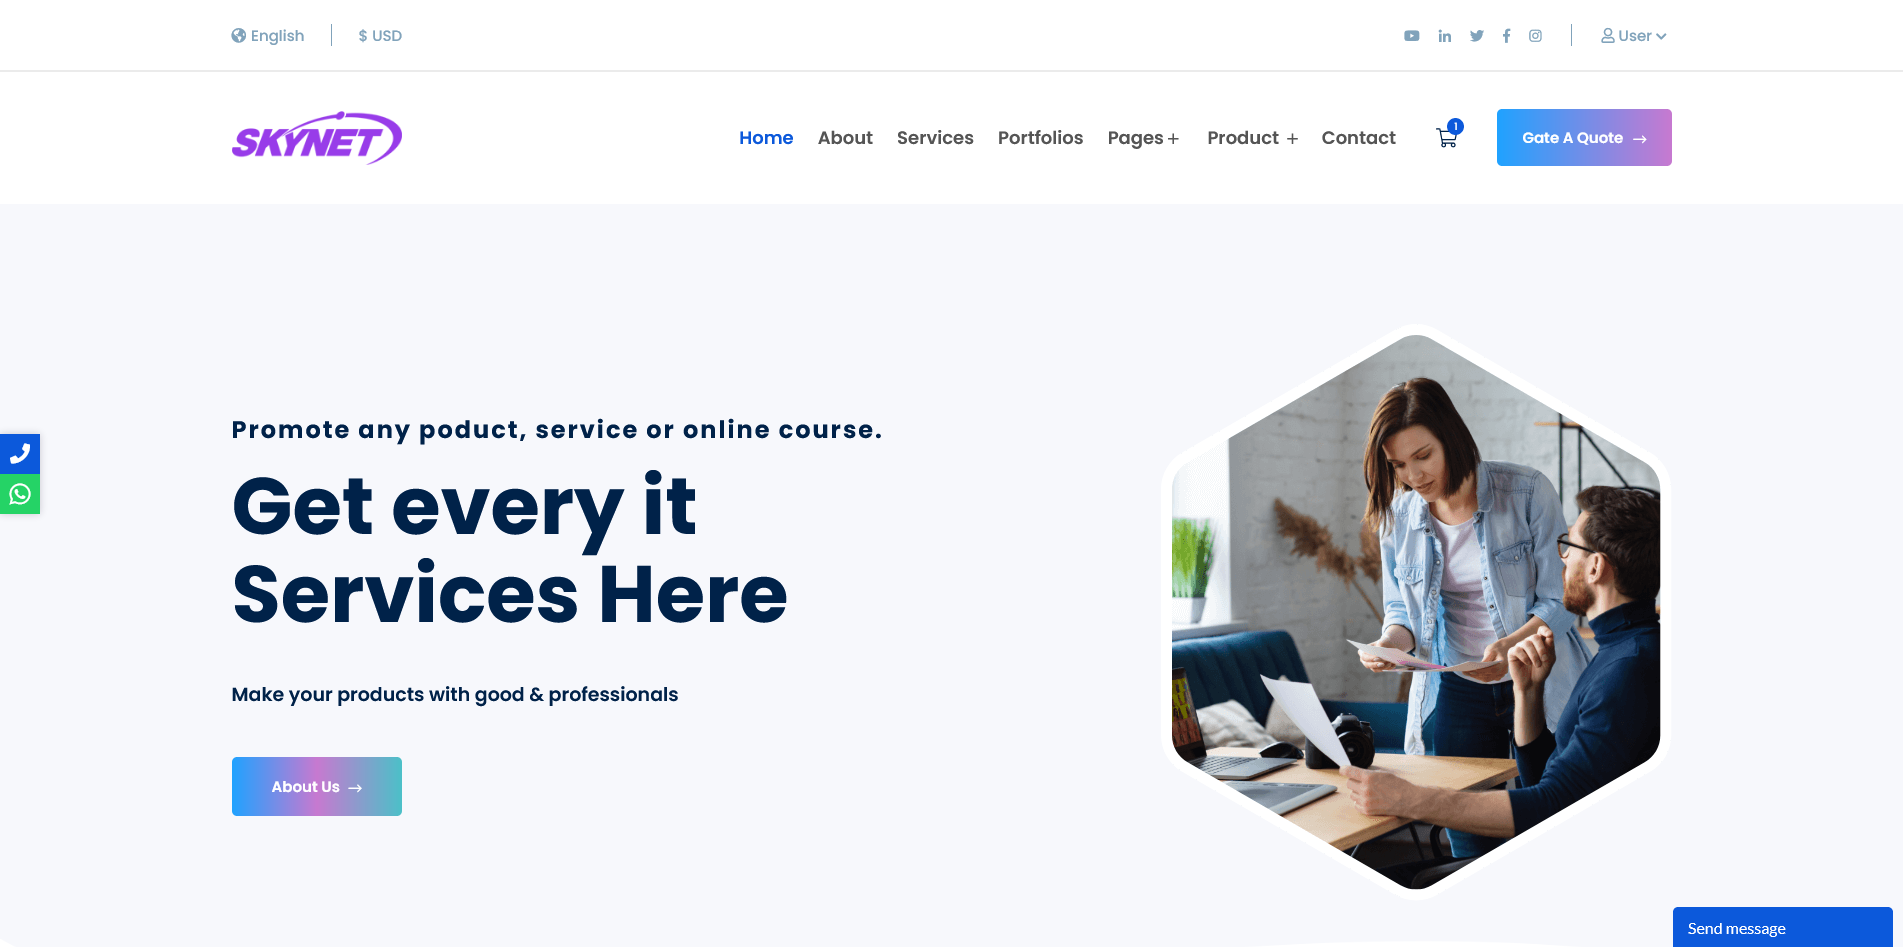 English
$ USD
User
SKYNET
Home
About
Services
Portfolios
Pages +
Product +
Contact
1
Gate A Quote →
Promote any poduct, service or online course.
Get every it
Services Here
Make your products with good & professionals
About Us →
Send message